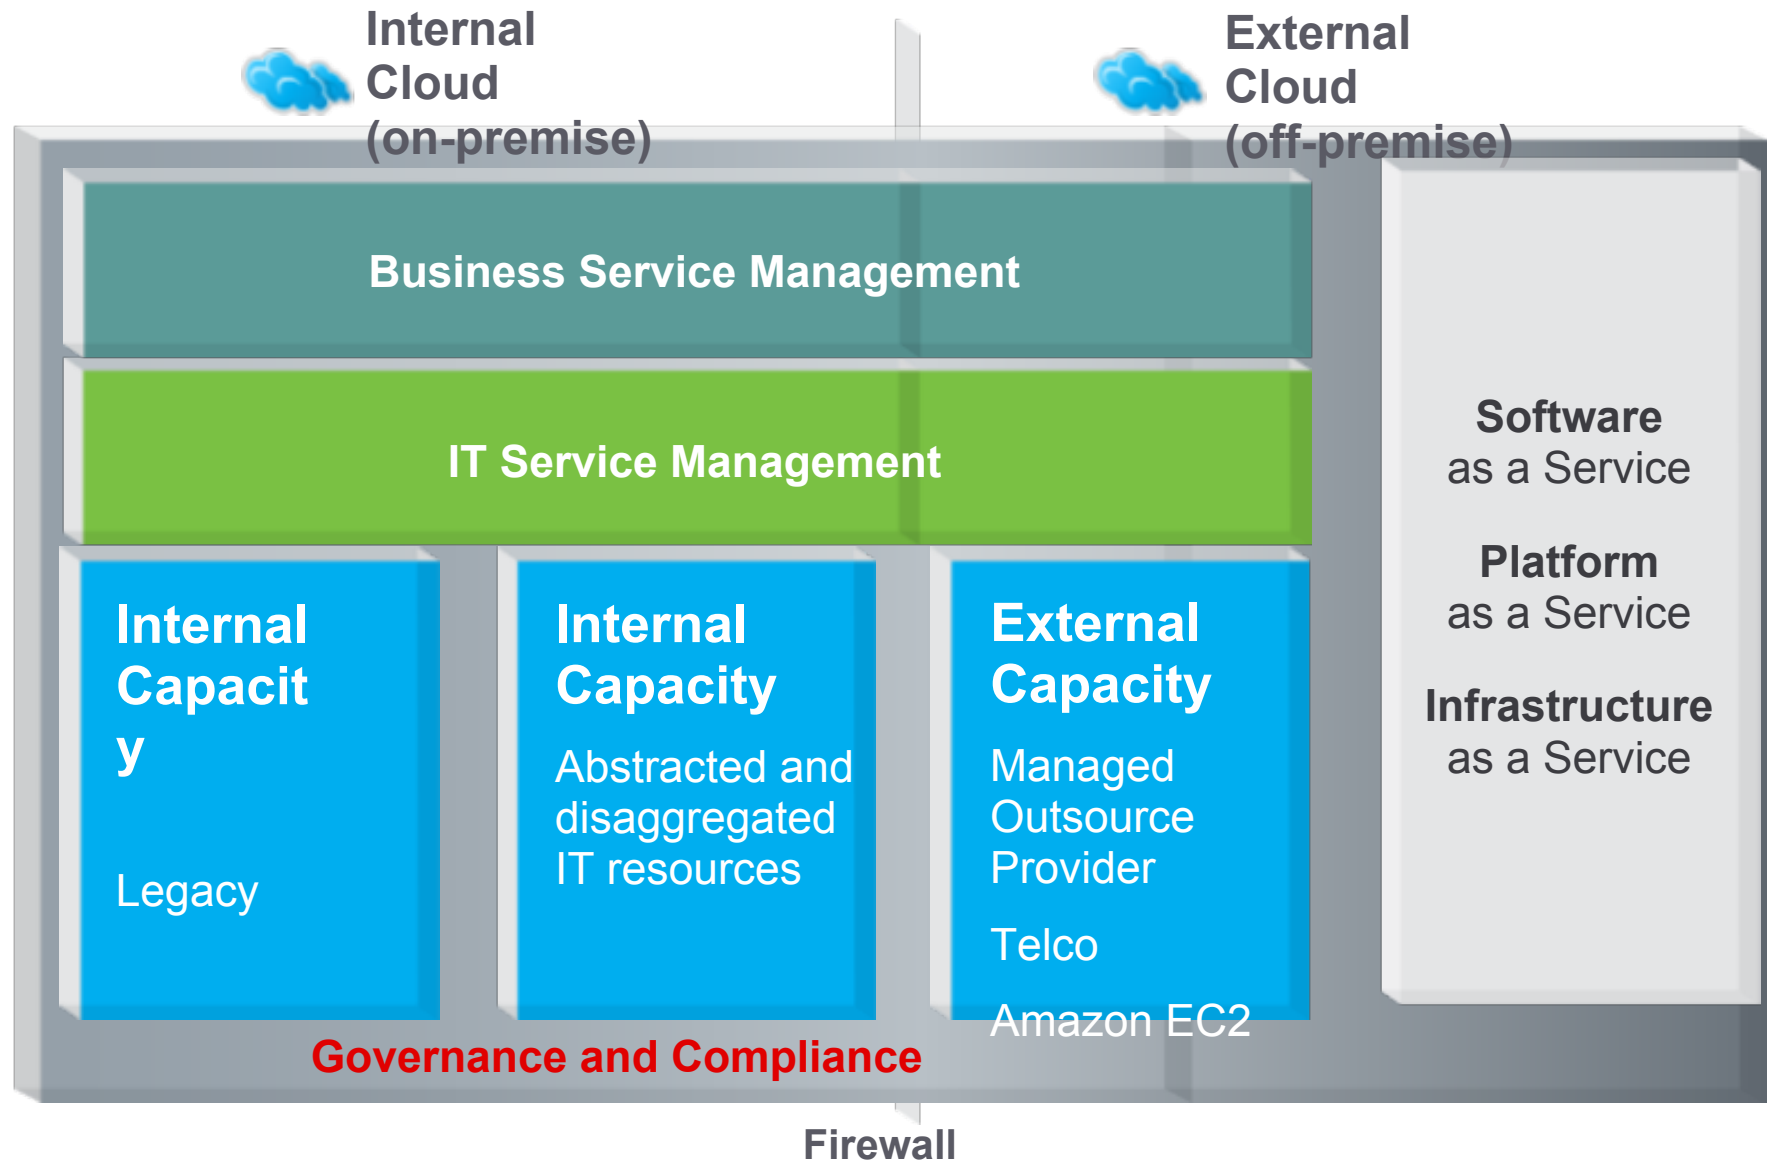 Internal
Cloud
(on-premise)
External
Cloud
(off-premise)
Business Service Management
IT Service Management
Internal
Capacit
y
Legacy
Internal
Capacity
Abstracted and
disaggregated
IT resources
External
Capacity
Managed
Outsource
Provider
Telco
Amazon EC2
Software
as a Service
Platform
as a Service
Infrastructure
as a Service
Governance and Compliance
Firewall